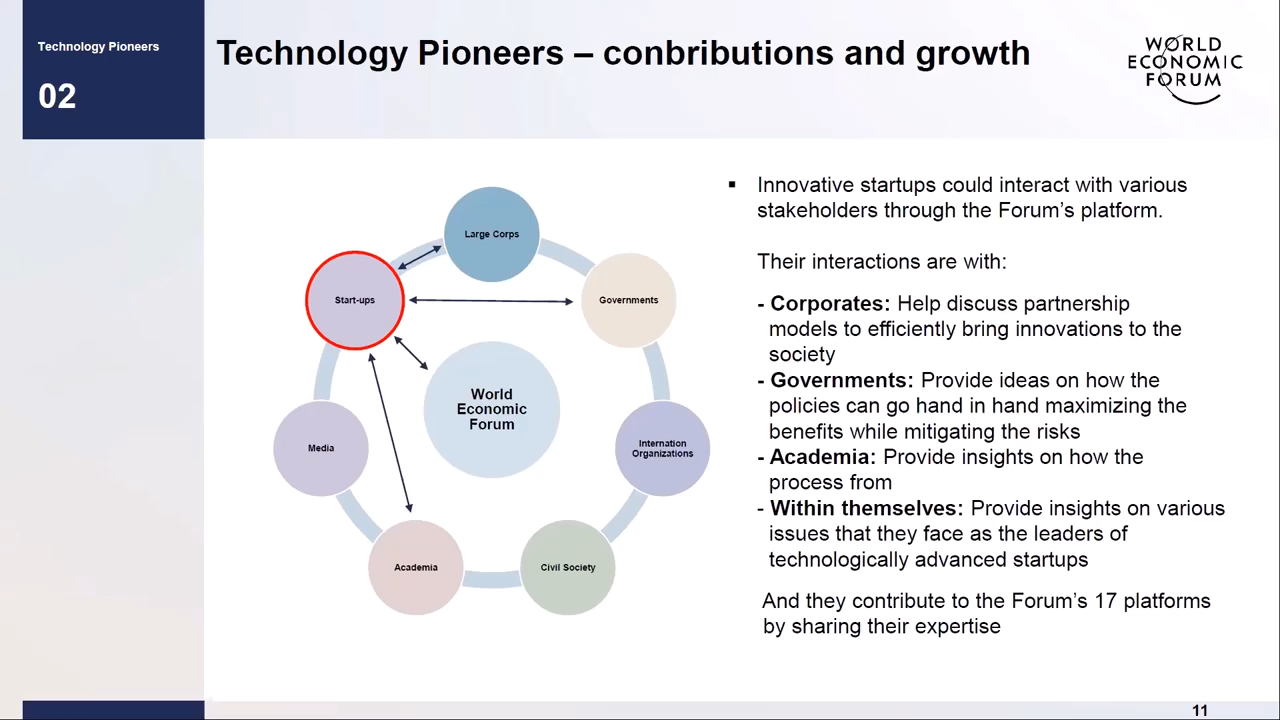 Technology Pioneers
02
Technology Pioneers – conbributions and growth
WORLD
ECONOMIC
FORUM
Large Corps
Start-ups
Governments
World
Economic
Forum
Media
Internation
Organizations
Academia
Civil Society
▪ Innovative startups could interact with various
stakeholders through the Forum's platform.
Their interactions are with:
- Corporates: Help discuss partnership
models to efficiently bring innovations to the
society
- Governments: Provide ideas on how the
policies can go hand in hand maximizing the
benefits while mitigating the risks
- Academia: Provide insights on how the
process from
- Within themselves: Provide insights on various
issues that they face as the leaders of
technologically advanced startups
And they contribute to the Forum's 17 platforms
by sharing their expertise
11